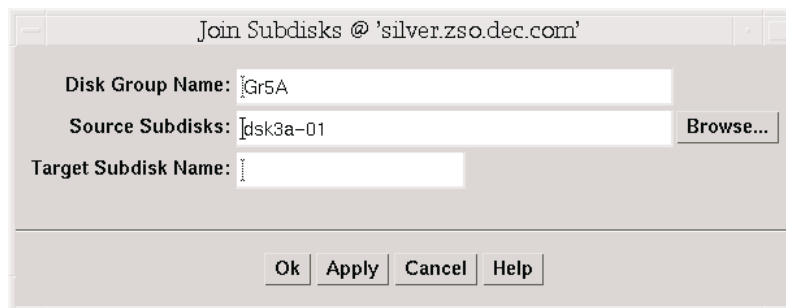 Join Subdisks @ 'silver.zso.dec.com'
Disk Group Name: Gr5A
Source Subdisks: dsk3a-01 Browse...
Target Subdisk Name:
Ok Apply Cancel Help